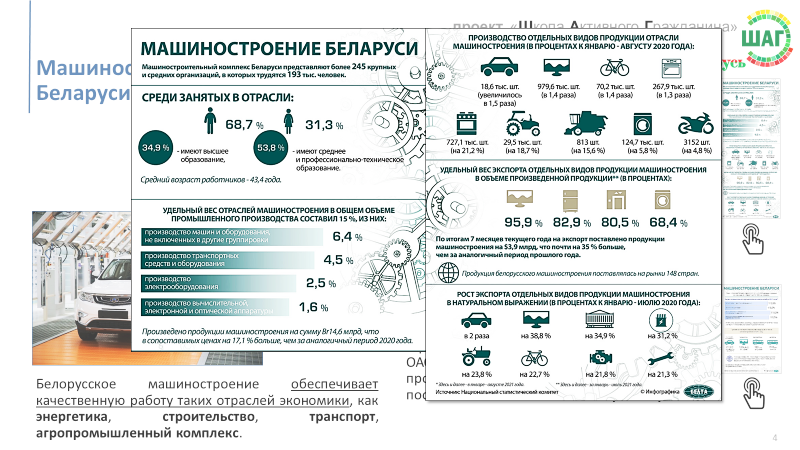 проект «Школа Активного Гражданина»
ШАГ
Беларуси
МАШИНОСТРОЕНИЕ БЕЛАРУСИ
Машиностроительный комплекс Беларуси представляют более 245 крупных
и средних организаций, в которых трудятся 193 тыс. человек.
СРЕДИ ЗАНЯТЫХ В ОТРАСЛИ:
68,7 %
31,3 %
34,9 %
- имеют высшее
образование,
53,8 %
- имеют среднее
и профессионально-техническое
образование.
Средний возраст работников - 43,4 года.
УДЕЛЬНЫЙ ВЕС ОТРАСЛЕЙ МАШИНОСТРОЕНИЯ В ОБЩЕМ ОБЪЕМЕ
ПРОМЫШЛЕННОГО ПРОИЗВОДСТВА СОСТАВИЛ 15 %, ИЗ НИХ:
производство машин и оборудования,
не включенных в другие группировки
6,4 %
производство транспортных
средств и оборудования
4,5 %
производство
электрооборудования
2,5 %
производство вычислительной,
электронной и оптической аппаратуры
1,6 %
Произведено продукции машиностроения на сумму Br14,6 млрд, что
в сопоставимых ценах на 17,1 % больше, чем за аналогичный период 2020 года.
ПРОИЗВОДСТВО ОТДЕЛЬНЫХ ВИДОВ ПРОДУКЦИИ ОТРАСЛИ
МАШИНОСТРОЕНИЯ (В ПРОЦЕНТАХ К ЯНВАРЮ - АВГУСТУ 2020 ГОДА):
18,6 тыс. шт.
(увеличилось
в 1,5 раза)
979,6 тыс. шт.
(в 1,4 раза)
70,2 тыс. шт.
(в 1,4 раза)
267,9 тыс. шт.
(в 1,3 раза)
727,1 тыс. шт.
(на 21,2 %)
29,5 тыс. шт.
(на 18,7 %)
813 шт.
(на 15,6 %)
124,7 тыс. шт.
(на 5,8 %)
3152 шт.
(на 4,8 %)
УДЕЛЬНЫЙ ВЕС ЭКСПОРТА ОТДЕЛЬНЫХ ВИДОВ ПРОДУКЦИИ МАШИНОСТРОЕНИЯ
В ОБЪЕМЕ ПРОИЗВЕДЕННОЙ ПРОДУКЦИИ** (В ПРОЦЕНТАХ):
95,9 %
82,9 %
80,5 %
68,4 %
По итогам 7 месяцев текущего года на экспорт поставлено продукции
машиностроения на $3,9 млрд, что почти на 35 % больше,
чем за аналогичный период прошлого года.
Продукция белорусского машиностроения поставлялась на рынки 148 стран.
РОСТ ЭКСПОРТА ОТДЕЛЬНЫХ ВИДОВ ПРОДУКЦИИ МАШИНОСТРОЕНИЯ
В НАТУРАЛЬНОМ ВЫРАЖЕНИИ (В ПРОЦЕНТАХ К ЯНВАРЮ - ИЮЛЮ 2020 ГОДА):
в 2 раза
на 38,8 %
на 34,9 %
на 31,2 %
на 23,8 %
на 22,7 %
на 21,8 %
на 21,3 %
* Здесь и далее - в январе - августе 2021 года.
** Здесь и далее - за январь - июль 2021 года.
Источник: Национальный статистический комитет
© Инфографика
БЕЛТА
Белорусское машиностроение обеспечивает
качественную работу таких отраслей экономики, как
энергетика, строительство, транспорт,
агропромышленный комплекс.
ОАО
4